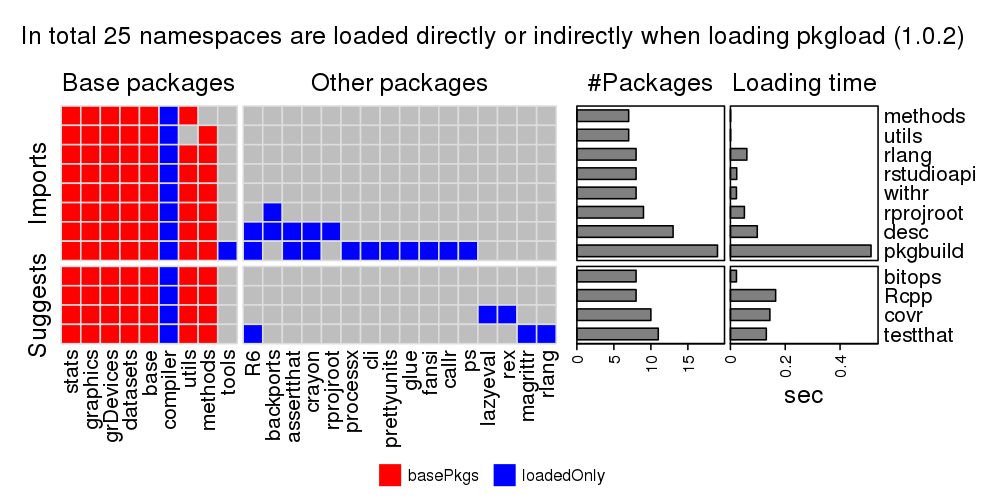 In total 25 namespaces are loaded directly or indirectly when loading pkgload (1.0.2)
Base packages
Other packages
#Packages
Loading time
Imports
Suggests
methods
utils
rlang
rstudioapi
withr
rprojroot
desc
pkgbuild
bitops
Rcpp
covr
testthat
stats
graphics
grDevices
datasets
base
compiler
utils
methods
tools
R6
backports
assertthat
crayon
rprojroot
processx
cli
prettyunits
glue
fansi
callr
ps
lazyeval
rex
magrittr
rlang
0
5
10
15
0
0.2
0.4
sec
basePkgs
loadedOnly